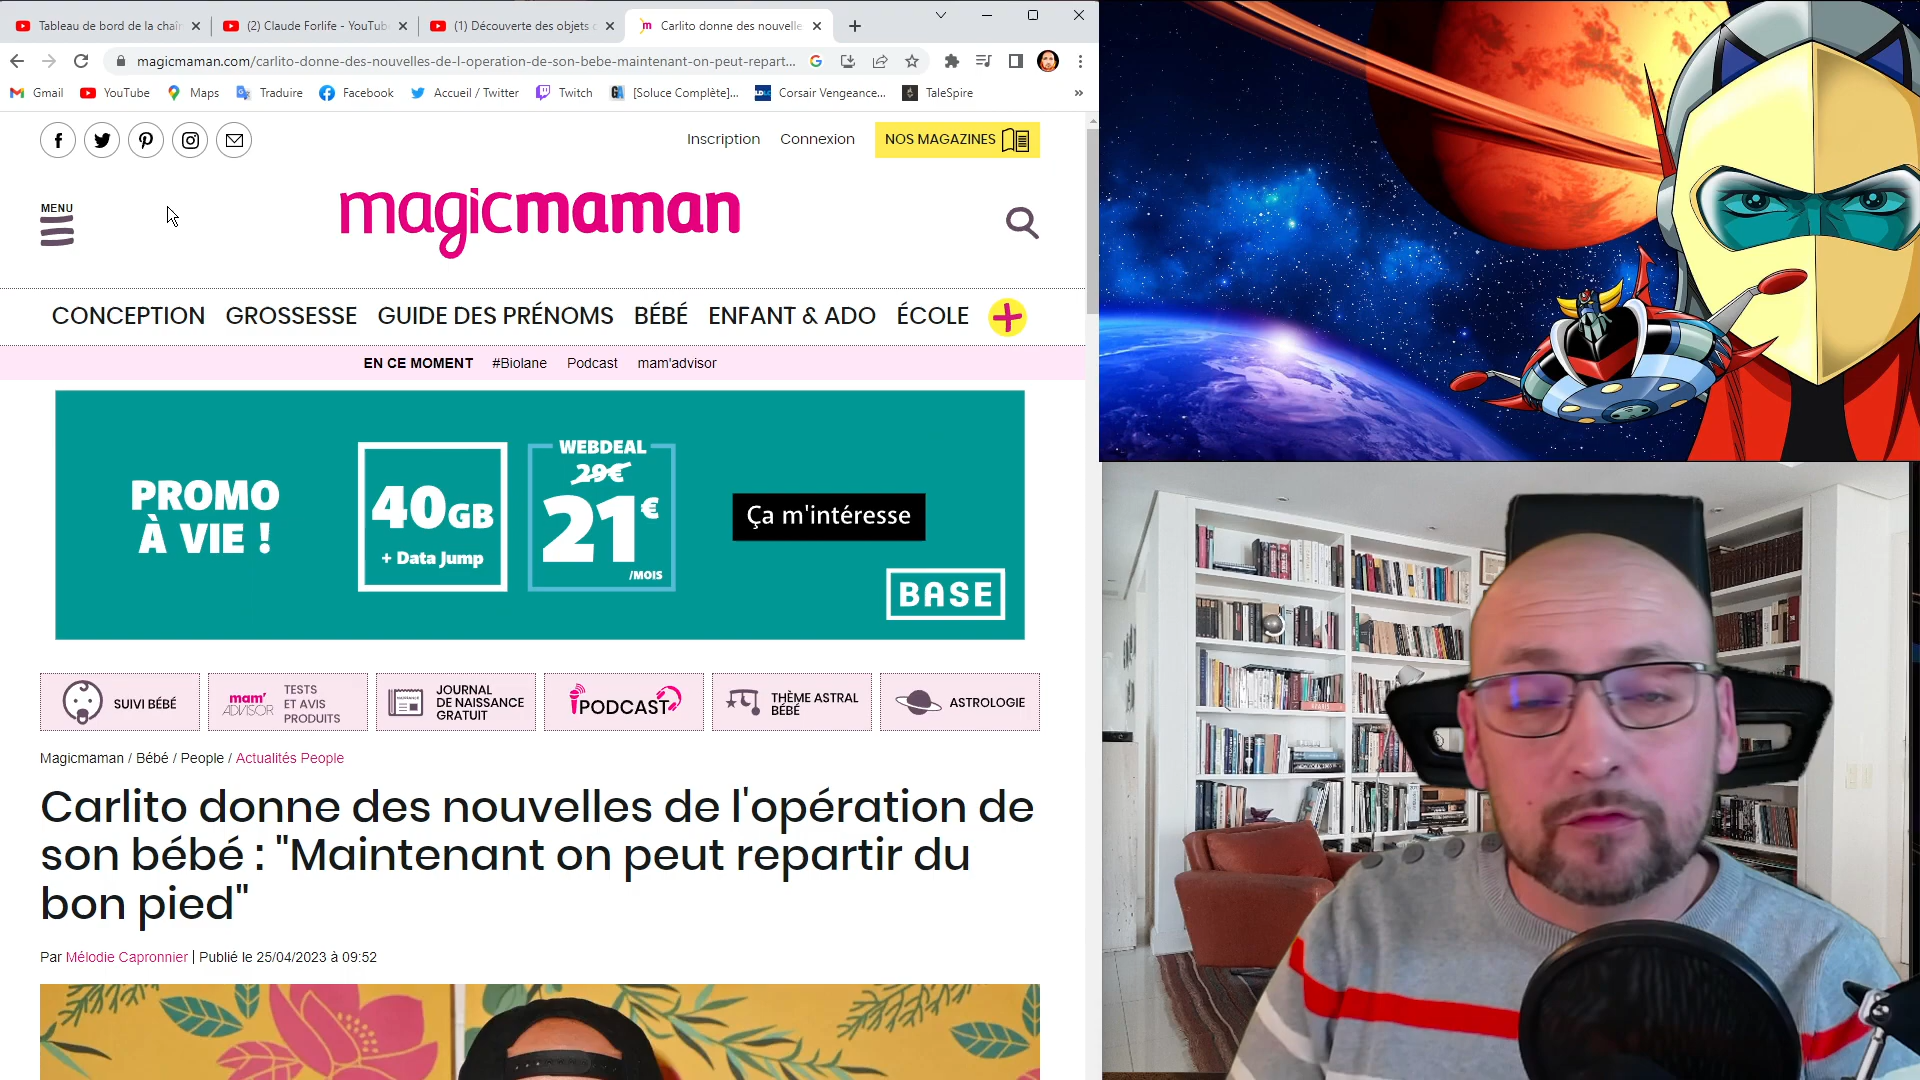 Tableau de bord de la chaîn
(2) Claude Forlife - YouTube
(1) Découverte des objets c
Carlito donne des nouvelle
magicmaman.com/carlito-donne-des-nouvelles-de-l-operation-de-son-bebe-maintenant-on-peut-repart...
Gmail
YouTube
Maps
Traduire
Facebook
Accueil / Twitter
Twitch
[Soluce Complète]...
Corsair Vengeance...
TaleSpire
Inscription
Connexion
NOS MAGAZINES
MENU
magicmaman
CONCEPTION GROSSESSE GUIDE DES PRÉNOMS BÉBÉ ENFANT & ADO ÉCOLE
EN CE MOMENT #Biolane Podcast mam'advisor
PROMO
À VIE !
40GB
+ Data Jump
WEBDEAL
29€
21€
/MOIS
Ça m'intéresse
BASE
SUIVI BÉBÉ
mam'
ADVISOR
TESTS
ET AVIS
PRODUITS
JOURNAL
DE NAISSANCE
GRATUIT
PODCAST
THÈME ASTRAL
BÉBÉ
ASTROLOGIE
Magicmaman / Bébé / People / Actualités People
Carlito donne des nouvelles de l'opération de
son bébé : "Maintenant on peut repartir du
bon pied"
Par Mélodie Capronnier | Publié le 25/04/2023 à 09:52